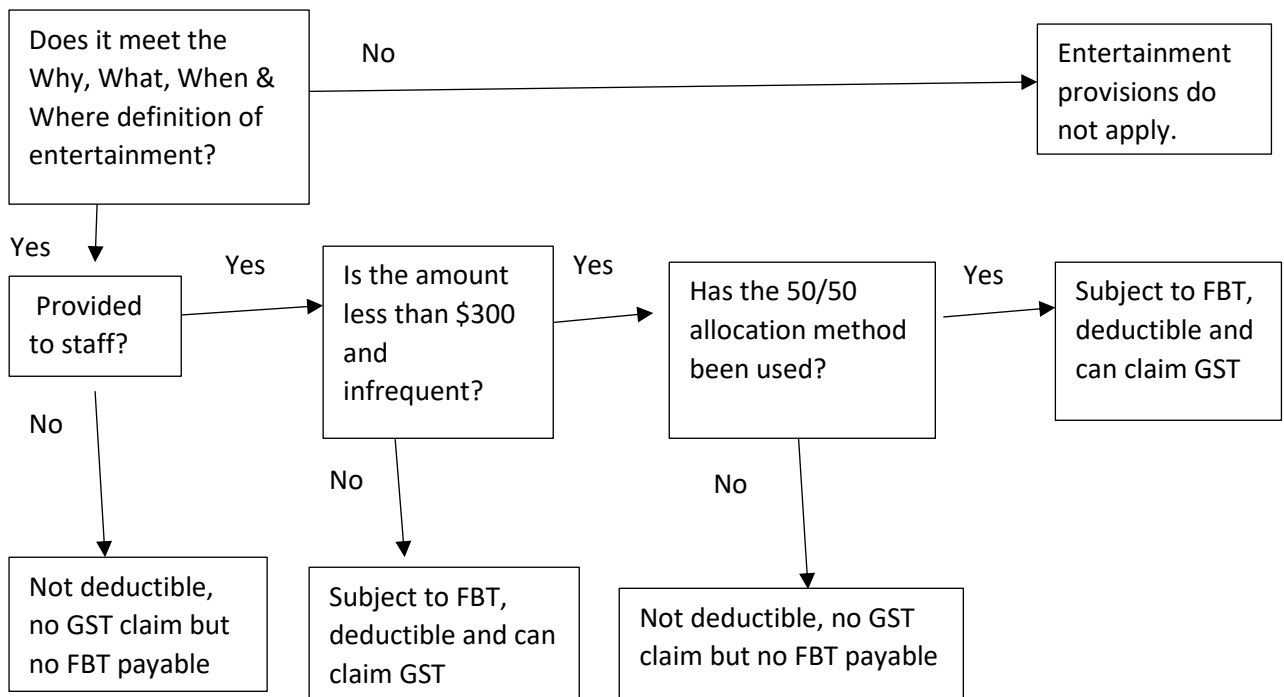 Does it meet the
Why, What, When &
Where definition of
entertainment?
No
Entertainment
provisions do
not apply.
Yes
Provided
to staff?
Yes
Is the amount
less than $300
and
infrequent?
Yes
Has the 50/50
allocation method
been used?
Yes
Subject to FBT,
deductible and
can claim GST
No
No
No
Not deductible,
no GST claim but
no FBT payable
Subject to FBT,
deductible and can
claim GST
Not deductible, no GST
claim but no FBT payable